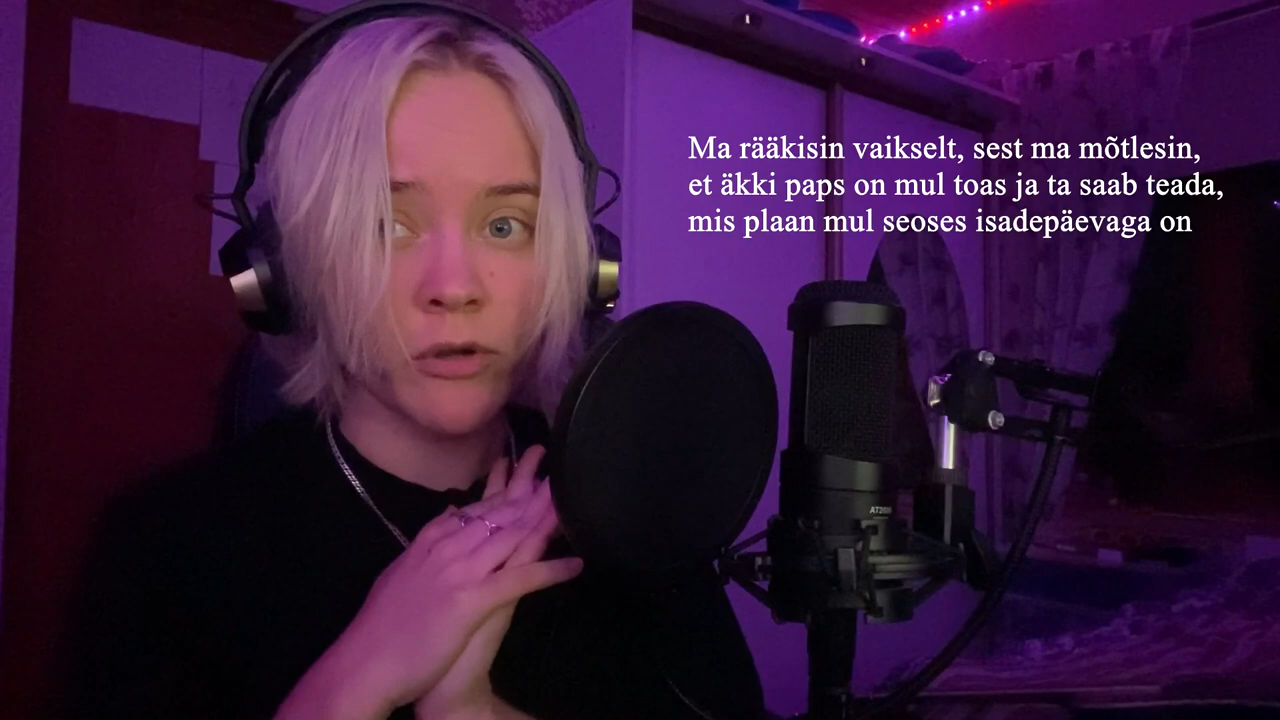 Ma rääkisin vaikselt, sest ma mõtlesin,
et äkki paps on mul toas ja ta saab teada,
mis plaan mul seoses isadepäevaga on